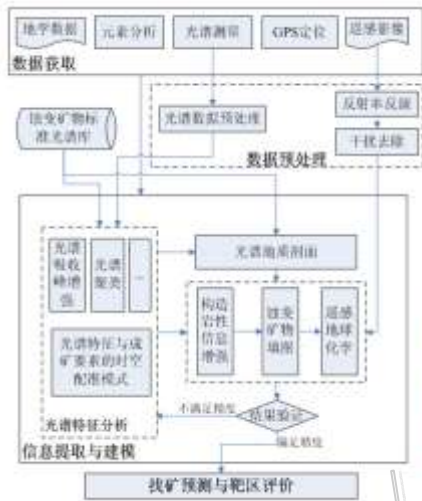 地学数据
元素分析
光谱测量
GPS定位
遥感影像
数据获取
蚀变矿物标
准光谱库
光谱数据预处理
反射率反演
干扰去除
数据预处理
光谱
吸收
峰增
强
光谱
聚类
...
光谱地质剖面
光谱特征与成
矿要素的时空
配准模式
构造
岩性
信息
增强
蚀变
矿物
填图
遥感
地球
化学
不满足精度
结果验证
光谱特征分析
满足精度
信息提取与建模
找矿预测与靶区评价